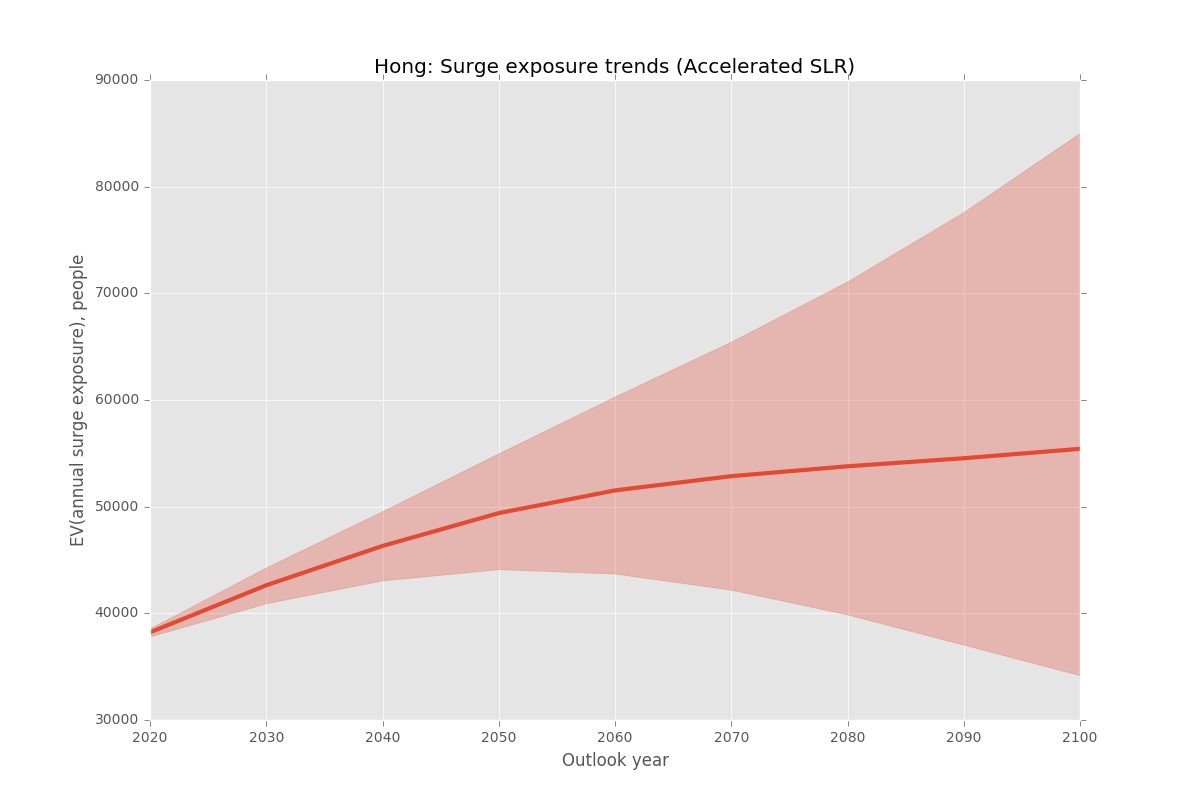 Hong: Surge exposure trends (Accelerated SLR)
EV(annual surge exposure), people
90000
80000
70000
60000
50000
40000
30000
2020 2030 2040 2050 2060 2070 2080 2090 2100
Outlook year